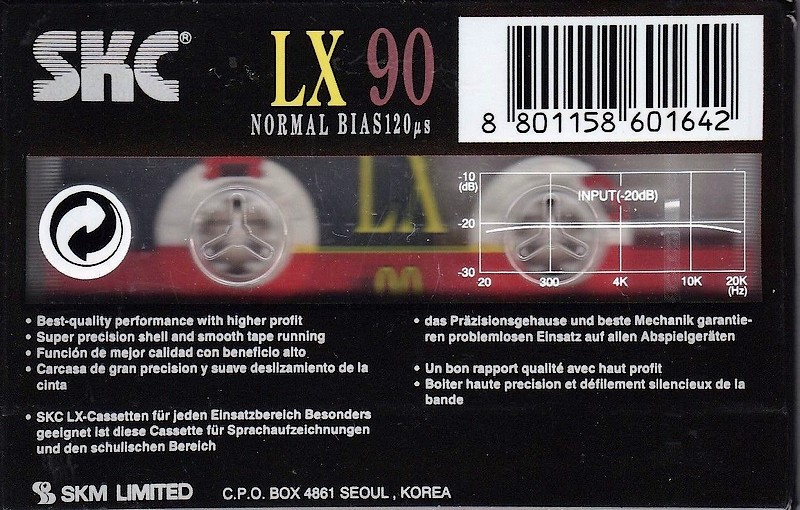 SKC®
LX 90
NORMAL BIAS120µs
8 801158 601642
LX
90
-10
(dB)
INPUT(-20dB)
-20
-30
20 300 4K 10K 20K
(Hz)
• Best-quality performance with higher profit
• Super precision shell and smooth tape running
• Función de mejor calidad con beneficio alto
• Carcasa de gran precision y suave deslizamiento de la
cinta
• SKC LX-Cassetten für jeden Einsatzbereich Besonders
geeignet ist diese Cassette für Sprachaufzeichnungen
und den schulischen Bereich
• das Präzisionsgehause und beste Mechanik garantie-
ren problemlosen Einsatz auf allen Abspielgeräten
• Un bon rapport qualité avec haut profit
• Boiter haute precision et défilement silencieux de la
bande
SKM LIMITED C.P.O. BOX 4861 SEOUL , KOREA